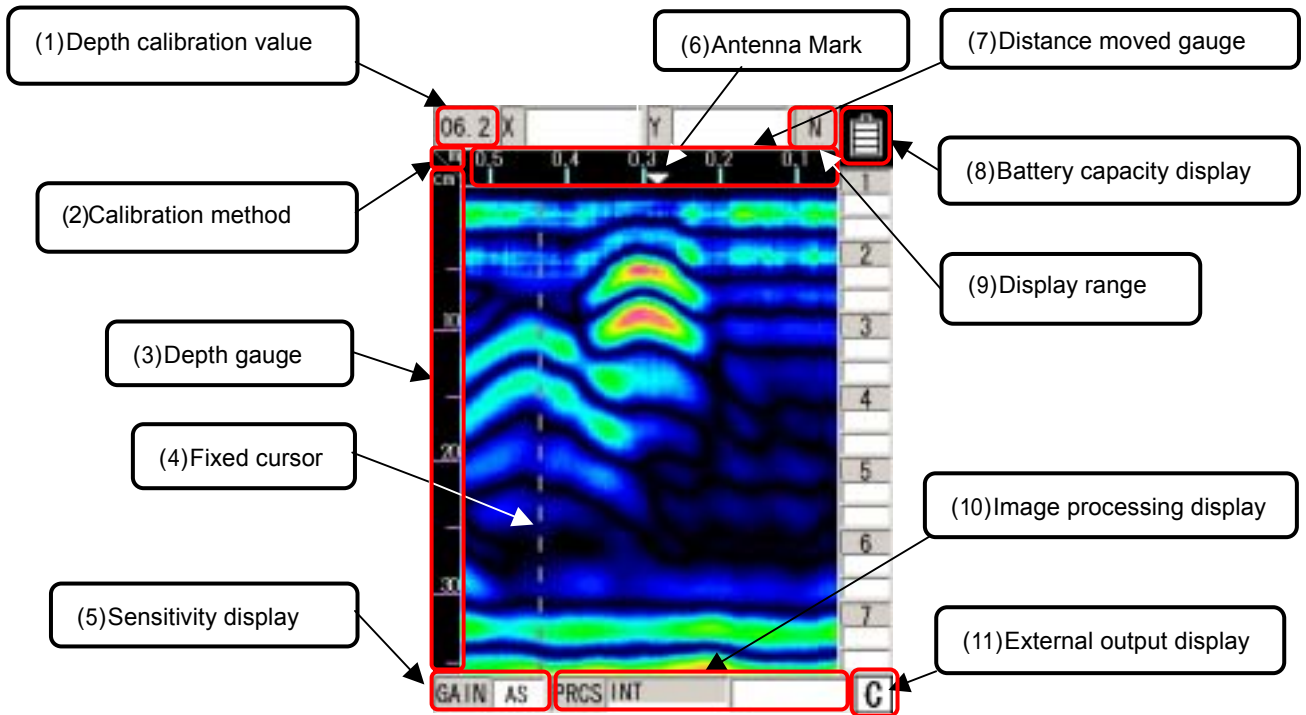 (1)Depth calibration value
(6)Antenna Mark
(7)Distance moved gauge
06.2 X Y N
0.5 0.4 0.3 0.2 0.1
cm
1
(8)Battery capacity display
(2)Calibration method
2
(9)Display range
10
3
(3)Depth gauge
4
(4)Fixed cursor
20
5
(10)Image processing display
6
30
(5)Sensitivity display
7
(11)External output display
GAIN AS PRCS INT C